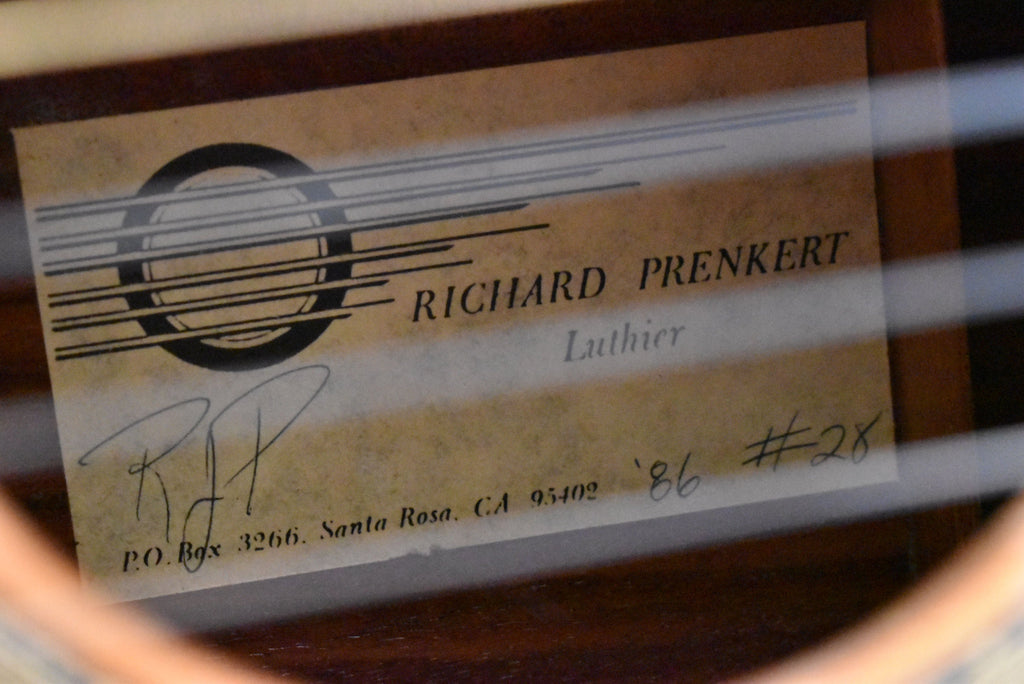 RICHARD PRENKERT
Luthier
RJP
'86 #28
P.O. Box 3266, Santa Rosa, CA 95402